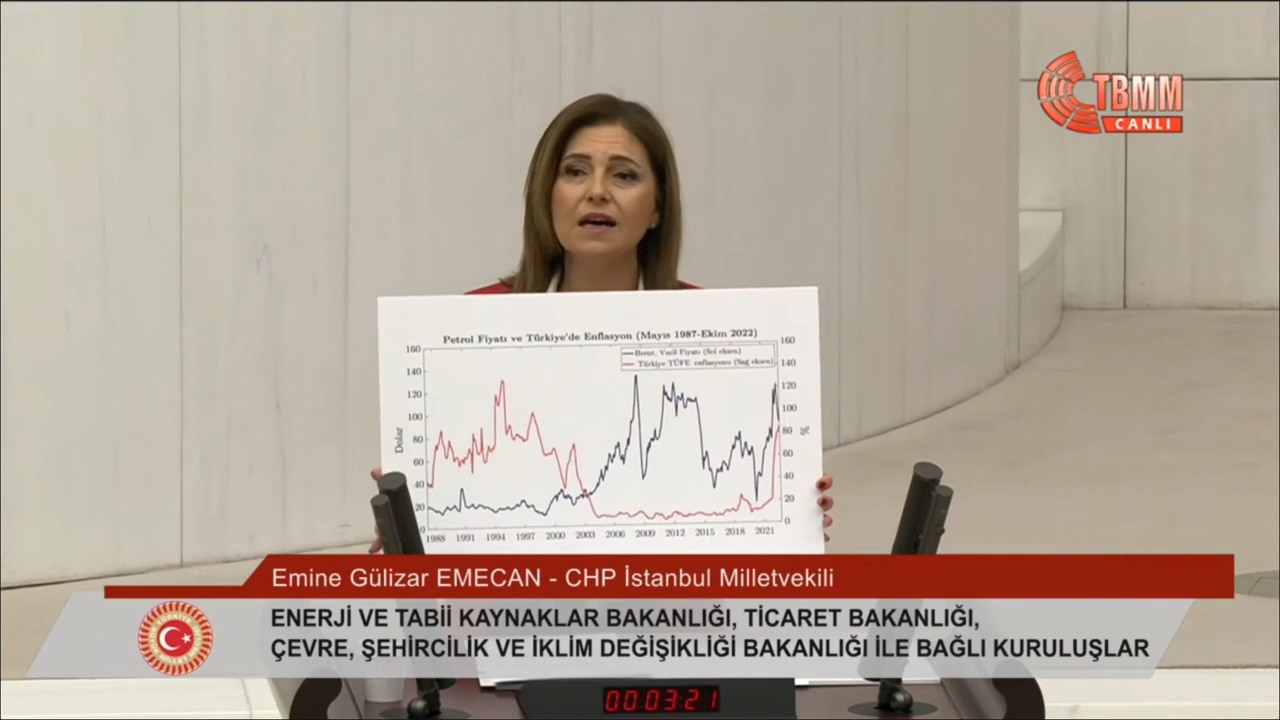 TBMM
CANLI
Petrol Fiyatı ve Türkiye'de Enflasyon (Mayıs 1987-Ekim 2022)
Brent, Varil Fiyatı (Sol eksen)
Türkiye TÜFE enflasyonu (Sağ eksen)
160
140
120
100
80
60
40
20
0
Dolar
160
140
120
100
80
60
40
20
0
%
1988 1991 1994 1997 2000 2003 2006 2009 2012 2015 2018 2021
Emine Gülizar EMECAN - CHP İstanbul Milletvekili
ENERJİ VE TABİİ KAYNAKLAR BAKANLIĞI, TİCARET BAKANLIĞI,
ÇEVRE, ŞEHİRCİLİK VE İKLİM DEĞİŞİKLİĞİ BAKANLIĞI İLE BAĞLI KURULUŞLAR
00:03:21